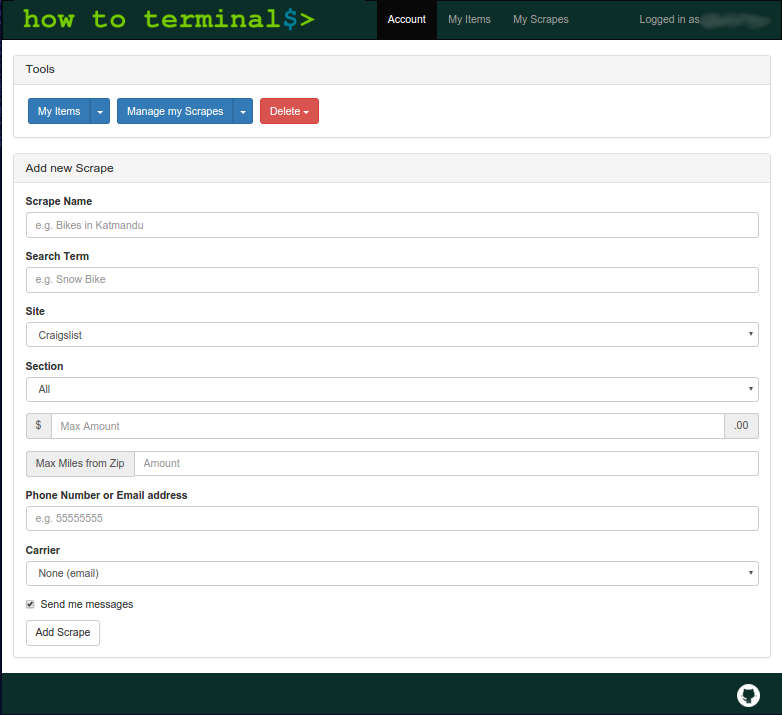 how to terminal$> Account My Items My Scrapes Logged in as
Tools
My Items Manage my Scrapes Delete
Add new Scrape
Scrape Name
e.g. Bikes in Katmandu
Search Term
e.g. Snow Bike
Site
Craigslist
Section
All
$ Max Amount .00
Max Miles from Zip Amount
Phone Number or Email address
e.g. 55555555
Carrier
None (email)
Send me messages
Add Scrape